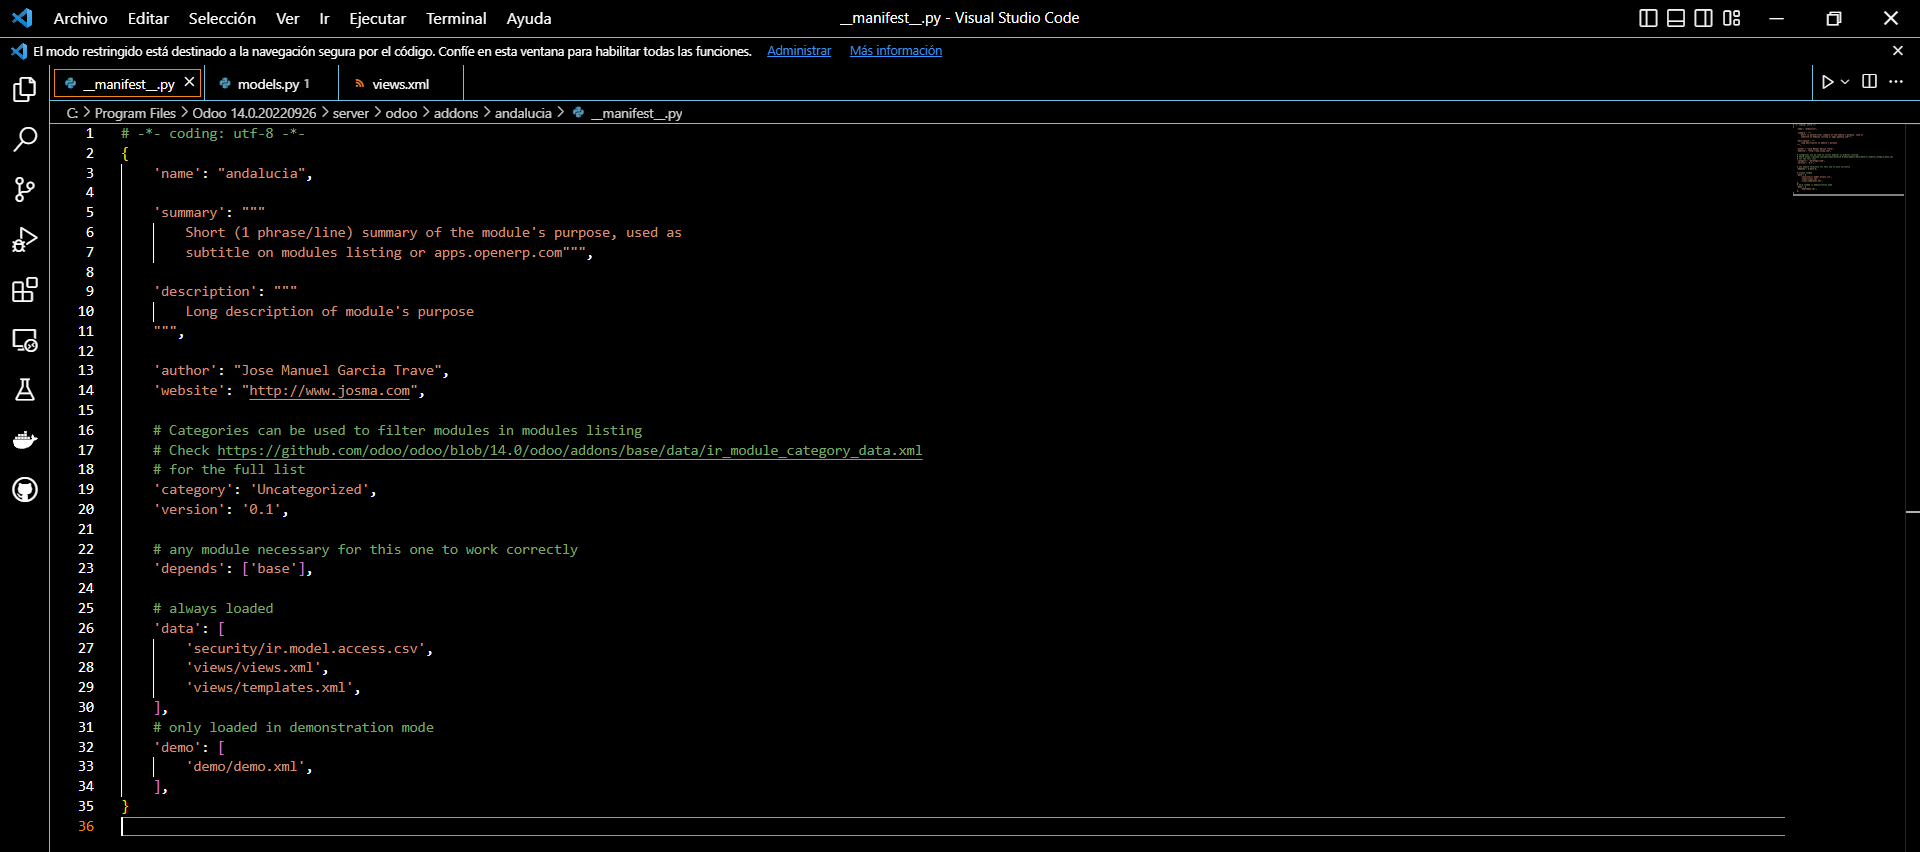 Archivo Editar Selección Ver Ir Ejecutar Terminal Ayuda __manifest__.py - Visual Studio Code
El modo restringido está destinado a la navegación segura por el código. Confíe en esta ventana para habilitar todas las funciones. Administrar Más información
__manifest__.py models.py 1 views.xml
C: > Program Files > Odoo 14.0.20220926 > server > odoo > addons > andalucia > __manifest__.py
1 # -*- coding: utf-8 -*-
2 {
3 'name': "andalucia",
4
5 'summary': """
6 Short (1 phrase/line) summary of the module's purpose, used as
7 subtitle on modules listing or apps.openerp.com""",
8
9 'description': """
10 Long description of module's purpose
11 """,
12
13 'author': "Jose Manuel Garcia Trave",
14 'website': "http://www.josma.com",
15
16 # Categories can be used to filter modules in modules listing
17 # Check https://github.com/odoo/odoo/blob/14.0/odoo/addons/base/data/ir_module_category_data.xml
18 # for the full list
19 'category': 'Uncategorized',
20 'version': '0.1',
21
22 # any module necessary for this one to work correctly
23 'depends': ['base'],
24
25 # always loaded
26 'data': [
27 'security/ir.model.access.csv',
28 'views/views.xml',
29 'views/templates.xml',
30 ],
31 # only loaded in demonstration mode
32 'demo': [
33 'demo/demo.xml',
34 ],
35 }
36